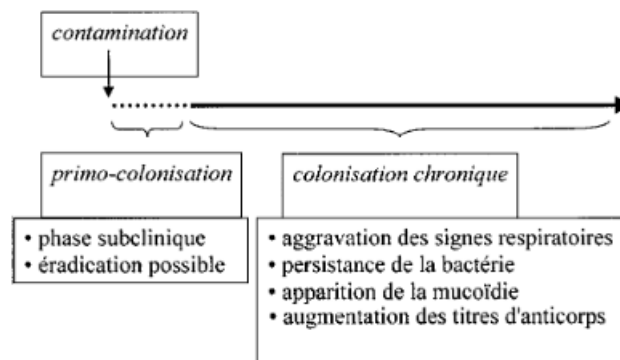 contamination
primo-colonisation
• phase subclinique
• éradication possible
colonisation chronique
• aggravation des signes respiratoires
• persistance de la bactérie
• apparition de la mucoïdie
• augmentation des titres d'anticorps